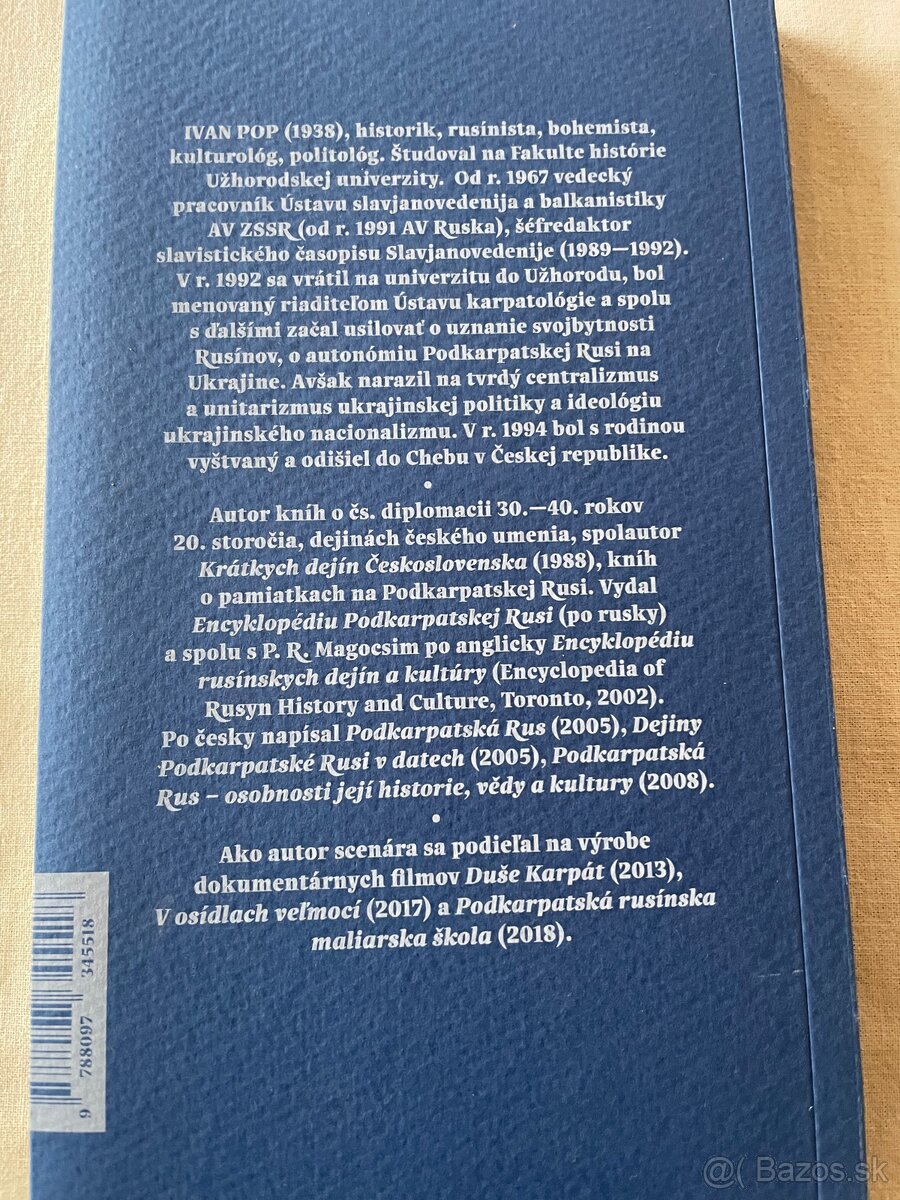 IVAN POP (1938), historik, rusínista, bohemista,
kulturológ, politológ. Študoval na Fakulte histórie
Užhorodskej univerzity. Od r. 1967 vedecký
pracovník Ústavu slavjanovedenija a balkanistiky
AV ZSSR (od r. 1991 AV Ruska), šéfredaktor
slavistického časopisu Slavjanovedenije (1989—1992).
V r. 1992 sa vrátil na univerzitu do Užhorodu, bol
menovaný riaditeľom Ústavu karpatológie a spolu
s ďalšími začal usilovať o uznanie svojbytnosti
Rusínov, o autonómiu Podkarpatskej Rusi na
Ukrajine. Avšak narazil na tvrdý centralizmus
a unitarizmus ukrajinskej politiky a ideológiu
ukrajinského nacionalizmu. V r. 1994 bol s rodinou
vyštvaný a odišiel do Chebu v Českej republike.
•
Autor kníh o čs. diplomacii 30.—40. rokov
20. storočia, dejinách českého umenia, spolautor
Krátkych dejín Československa (1988), kníh
o pamiatkach na Podkarpatskej Rusi. Vydal
Encyklopédiu Podkarpatskej Rusi (po rusky)
a spolu s P. R. Magocsim po anglicky Encyklopédiu
rusínskych dejín a kultúry (Encyclopedia of
Rusyn History and Culture, Toronto, 2002).
Po česky napísal Podkarpatská Rus (2005), Dejiny
Podkarpatské Rusi v datech (2005), Podkarpatská
Rus – osobnosti její historie, vědy a kultury (2008).
•
Ako autor scenára sa podieľal na výrobe
dokumentárnych filmov Duše Karpát (2013),
V osídlach veľmocí (2017) a Podkarpatská rusínska
maliarska škola (2018).
9 788097 345518
@( Bazos.sk